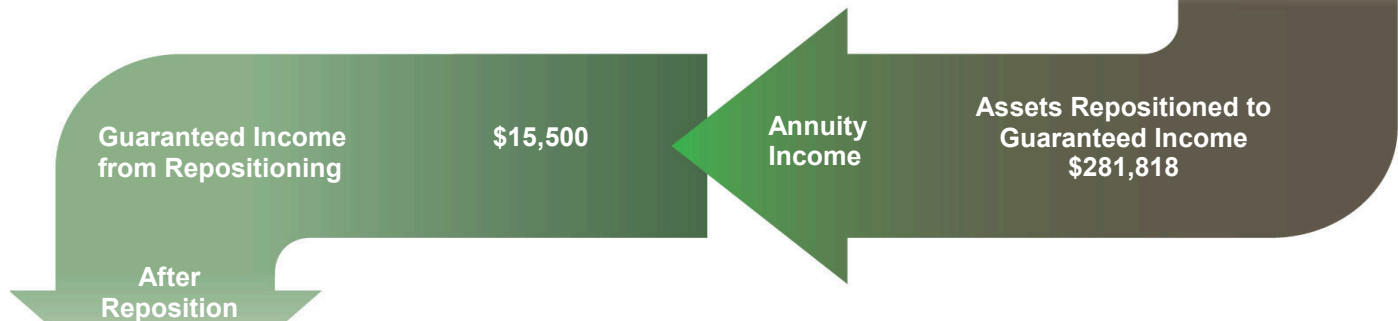 Guaranteed Income
from Repositioning
$15,500
Annuity
Income
Assets Repositioned to
Guaranteed Income
$281,818
After
Reposition